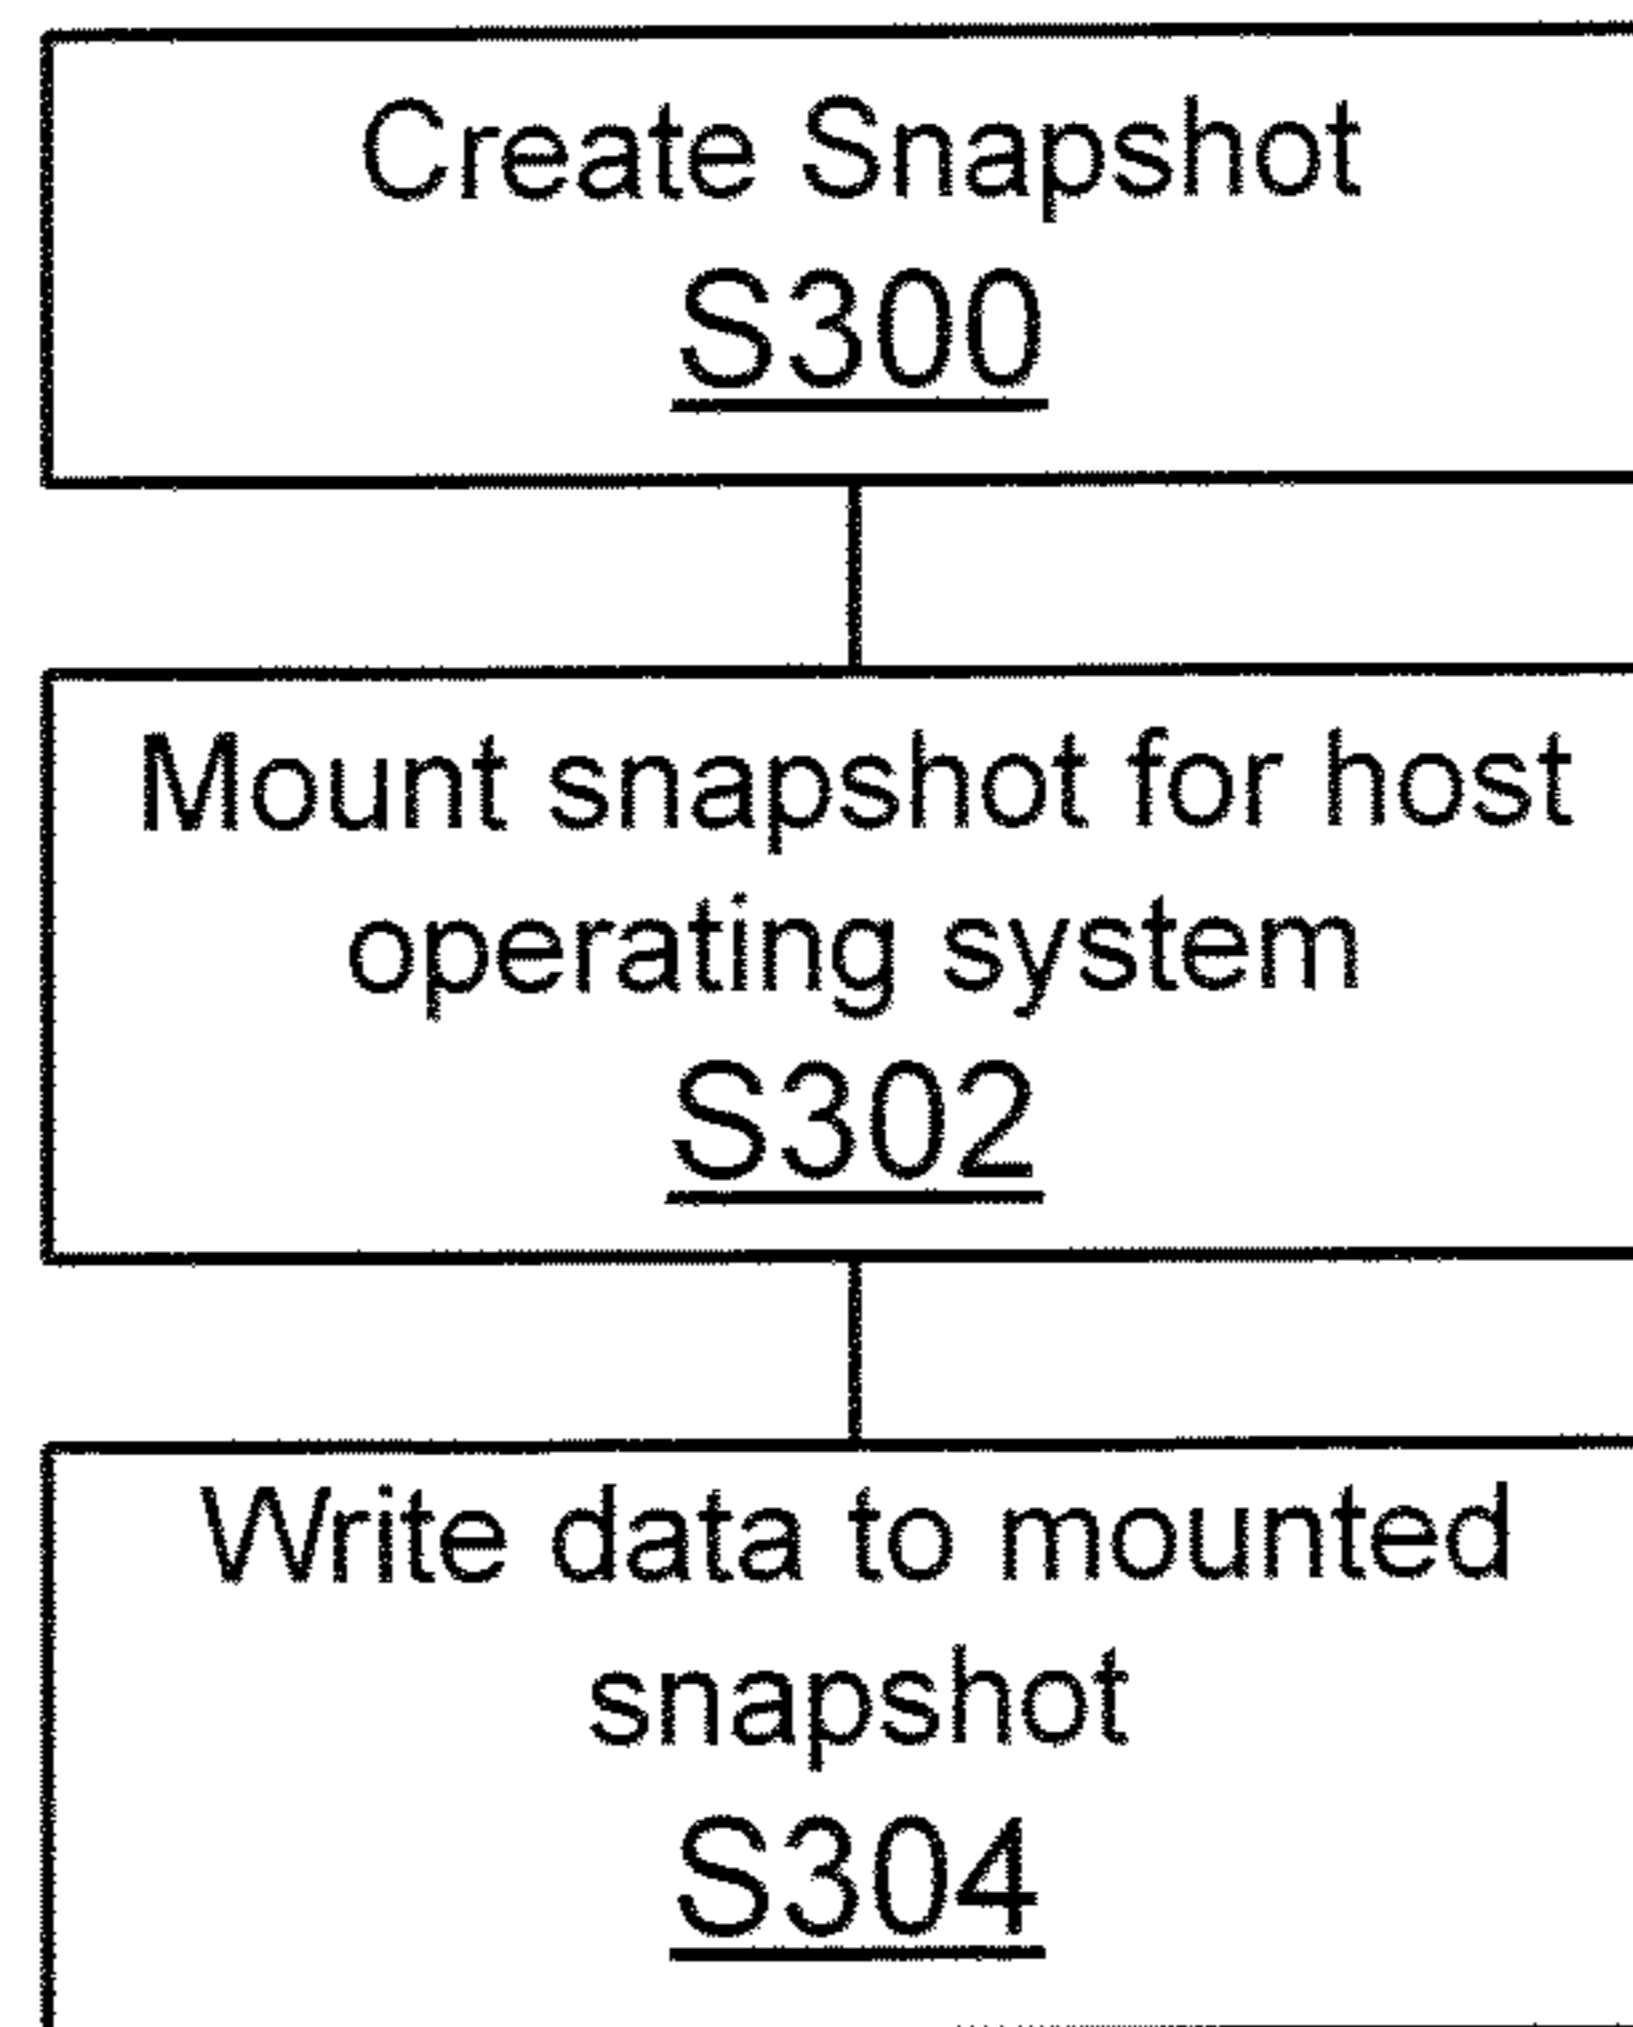 Create Snapshot
S300
Mount snapshot for host
operating system
S302
Write data to mounted
snapshot
S304